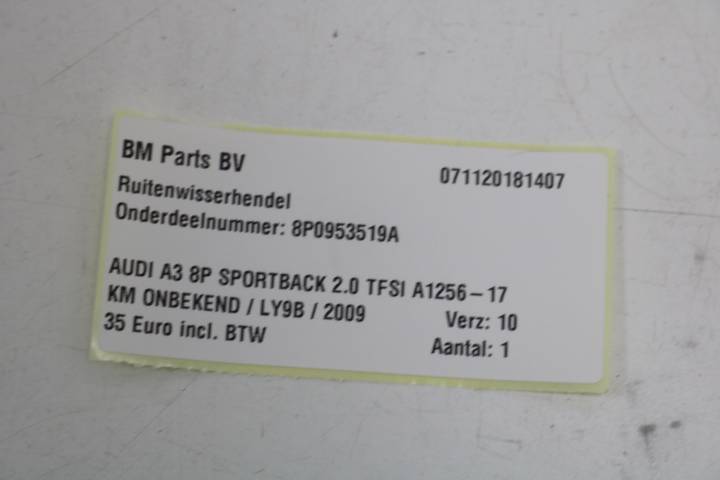 BM Parts BV
071120181407
Ruitenwisserhendel
Onderdeelnummer: 8P0953519A
AUDI A3 8P SPORTBACK 2.0 TFSI A1256-17
KM ONBEKEND / LY9B / 2009
Verz: 10
35 Euro incl. BTW
Aantal: 1